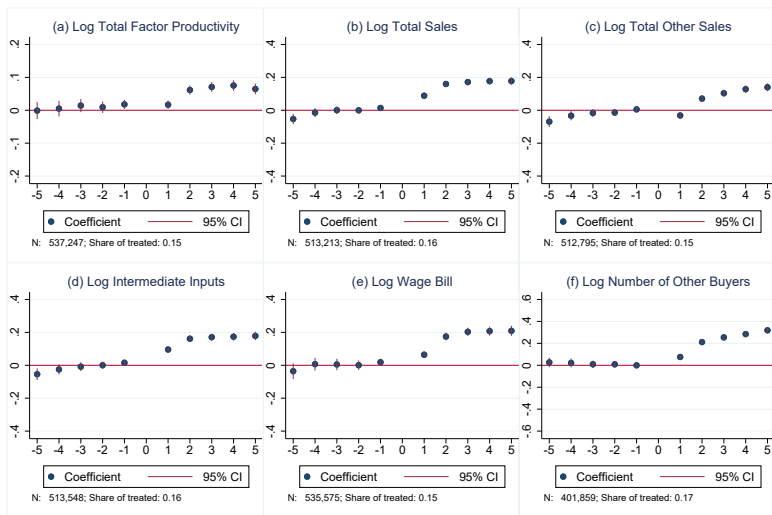 (a) Log Total Factor Productivity
.2
.1
0
-.1
-.2
-5 -4 -3 -2 -1 0 1 2 3 4 5
Coefficient 95% CI
N: 537,247; Share of treated: 0.15
(b) Log Total Sales
.4
.2
0
-.2
-.4
-5 -4 -3 -2 -1 0 1 2 3 4 5
Coefficient 95% CI
N: 513,213; Share of treated: 0.16
(c) Log Total Other Sales
.4
.2
0
-.2
-.4
-5 -4 -3 -2 -1 0 1 2 3 4 5
Coefficient 95% CI
N: 512,795; Share of treated: 0.15
(d) Log Intermediate Inputs
.4
.2
0
-.2
-.4
-5 -4 -3 -2 -1 0 1 2 3 4 5
Coefficient 95% CI
N: 513,548; Share of treated: 0.16
(e) Log Wage Bill
.4
.2
0
-.2
-.4
-5 -4 -3 -2 -1 0 1 2 3 4 5
Coefficient 95% CI
N: 535,575; Share of treated: 0.15
(f) Log Number of Other Buyers
.6
.4
.2
0
-.2
-.4
-.6
-5 -4 -3 -2 -1 0 1 2 3 4 5
Coefficient 95% CI
N: 401,859; Share of treated: 0.17